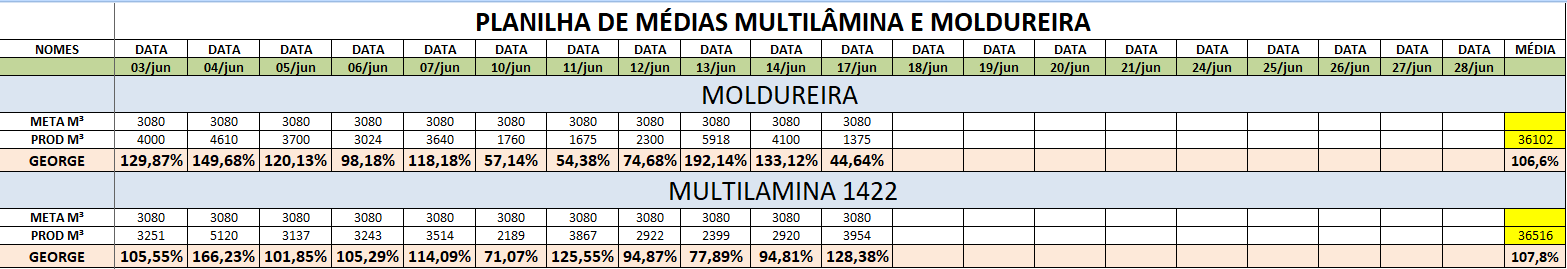 PLANILHA DE MÉDIAS MULTILÂMINA E MOLDUREIRA
NOMES DATA DATA DATA DATA DATA DATA DATA DATA DATA DATA DATA DATA DATA DATA DATA DATA DATA DATA DATA DATA MÉDIA
03/jun 04/jun 05/jun 06/jun 07/jun 10/jun 11/jun 12/jun 13/jun 14/jun 17/jun 18/jun 19/jun 20/jun 21/jun 24/jun 25/jun 26/jun 27/jun 28/jun
MOLDUREIRA
META M³ 3080 3080 3080 3080 3080 3080 3080 3080 3080 3080 3080
PROD M³ 4000 4610 3700 3024 3640 1760 1675 2300 5918 4100 1375 36102
GEORGE 129,87% 149,68% 120,13% 98,18% 118,18% 57,14% 54,38% 74,68% 192,14% 133,12% 44,64% 106,6%
MULTILAMINA 1422
META M³ 3080 3080 3080 3080 3080 3080 3080 3080 3080 3080 3080
PROD M³ 3251 5120 3137 3243 3514 2189 3867 2922 2399 2920 3954 36516
GEORGE 105,55% 166,23% 101,85% 105,29% 114,09% 71,07% 125,55% 94,87% 77,89% 94,81% 128,38% 107,8%